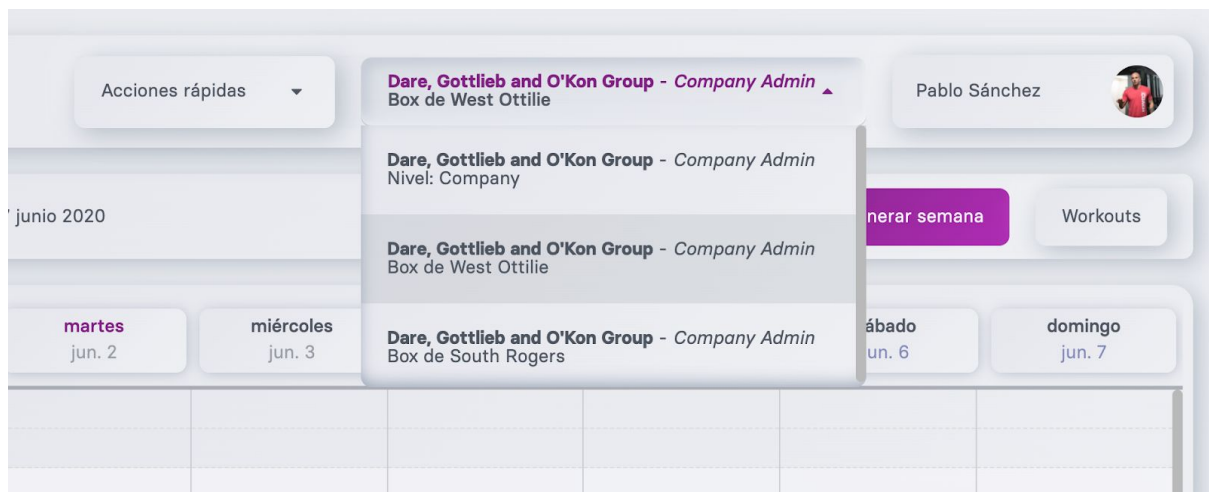 Acciones rápidas
Dare, Gottlieb and O'Kon Group - Company Admin
Box de West Ottilie
Pablo Sánchez
Dare, Gottlieb and O'Kon Group - Company Admin
Nivel: Company
junio 2020
nerar semana
Workouts
Dare, Gottlieb and O'Kon Group - Company Admin
Box de West Ottilie
martes
jun. 2
miércoles
jun. 3
Dare, Gottlieb and O'Kon Group - Company Admin
Box de South Rogers
ábado
un. 6
domingo
jun. 7